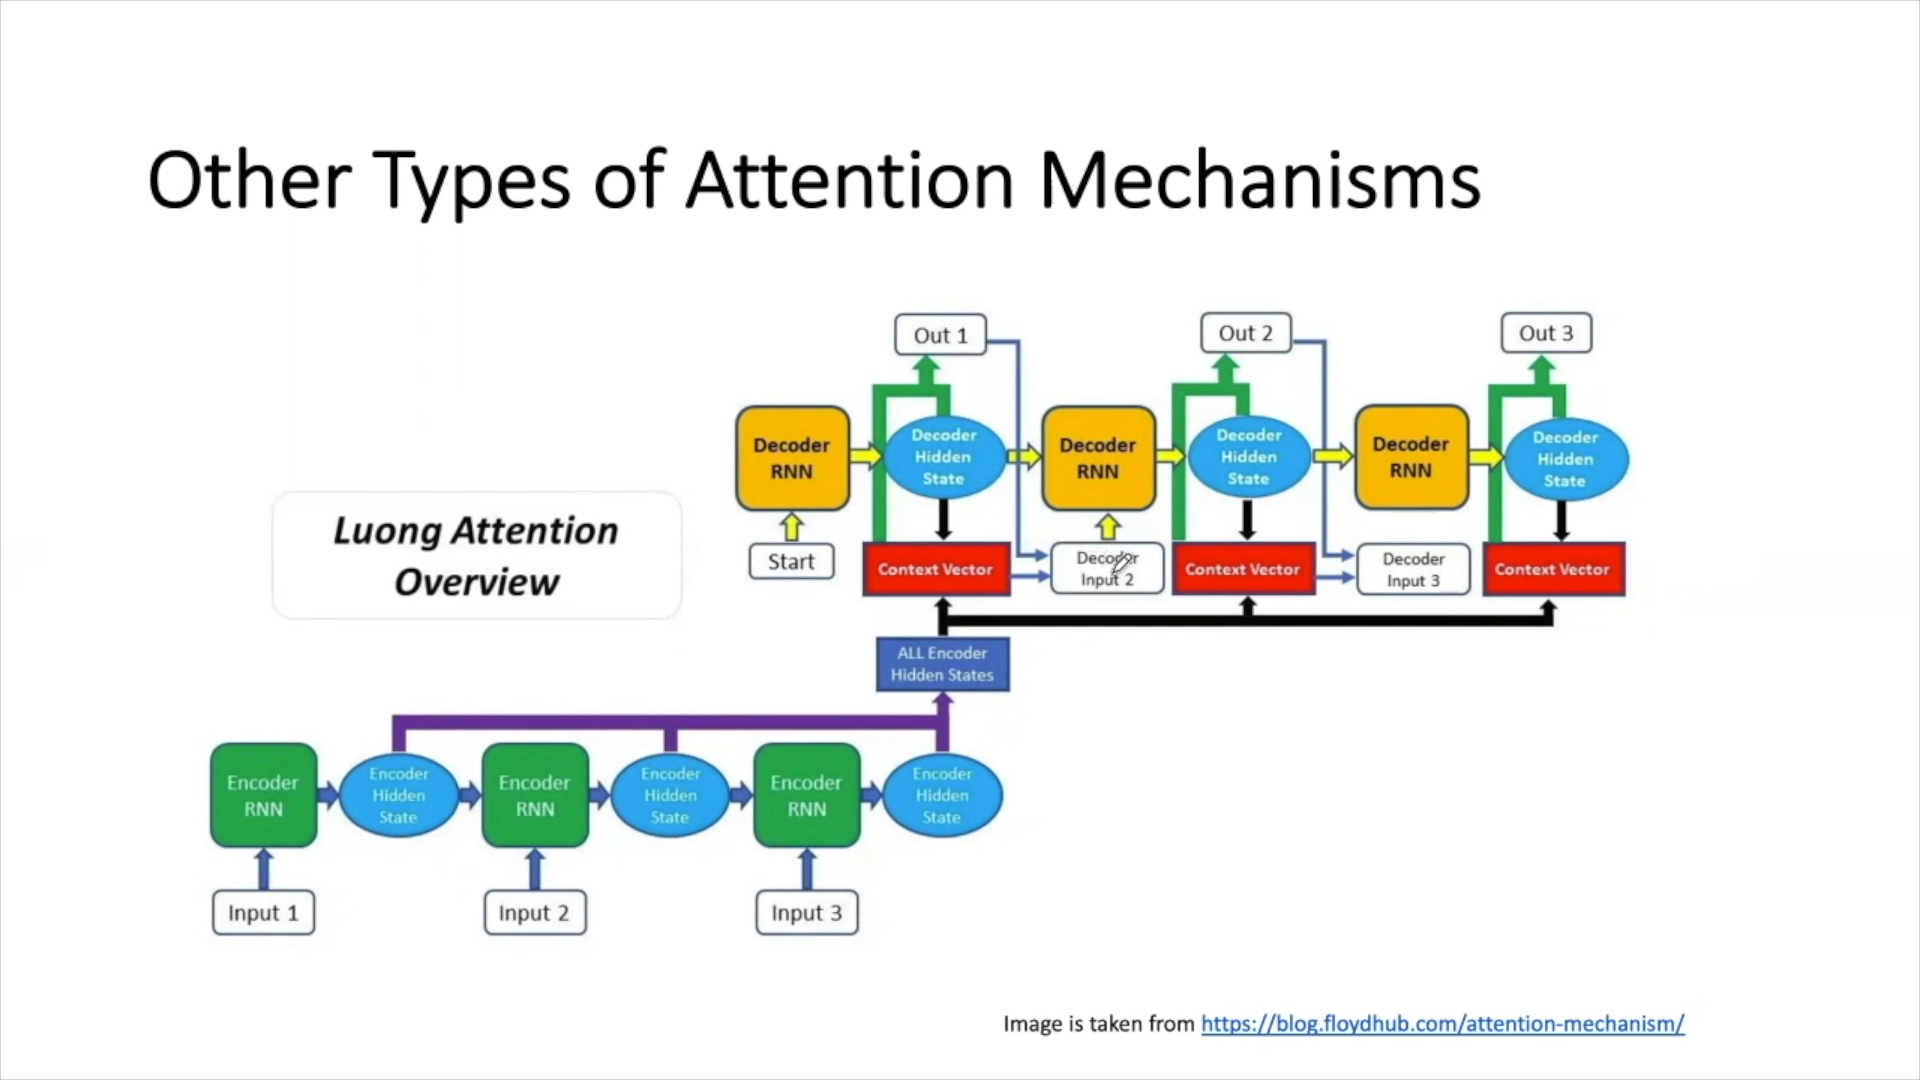 Other Types of Attention Mechanisms
Out 1
Out 2
Out 3
Decoder
RNN
Decoder
Hidden
State
Decoder
RNN
Decoder
Hidden
State
Decoder
RNN
Decoder
Hidden
State
Luong Attention
Overview
Start
Context Vector
Decoder
Input 2
Context Vector
Decoder
Input 3
Context Vector
ALL Encoder
Hidden States
Encoder
RNN
Encoder
Hidden
State
Encoder
RNN
Encoder
Hidden
State
Encoder
RNN
Encoder
Hidden
State
Input 1
Input 2
Input 3
Image is taken from https://blog.floydhub.com/attention-mechanism/